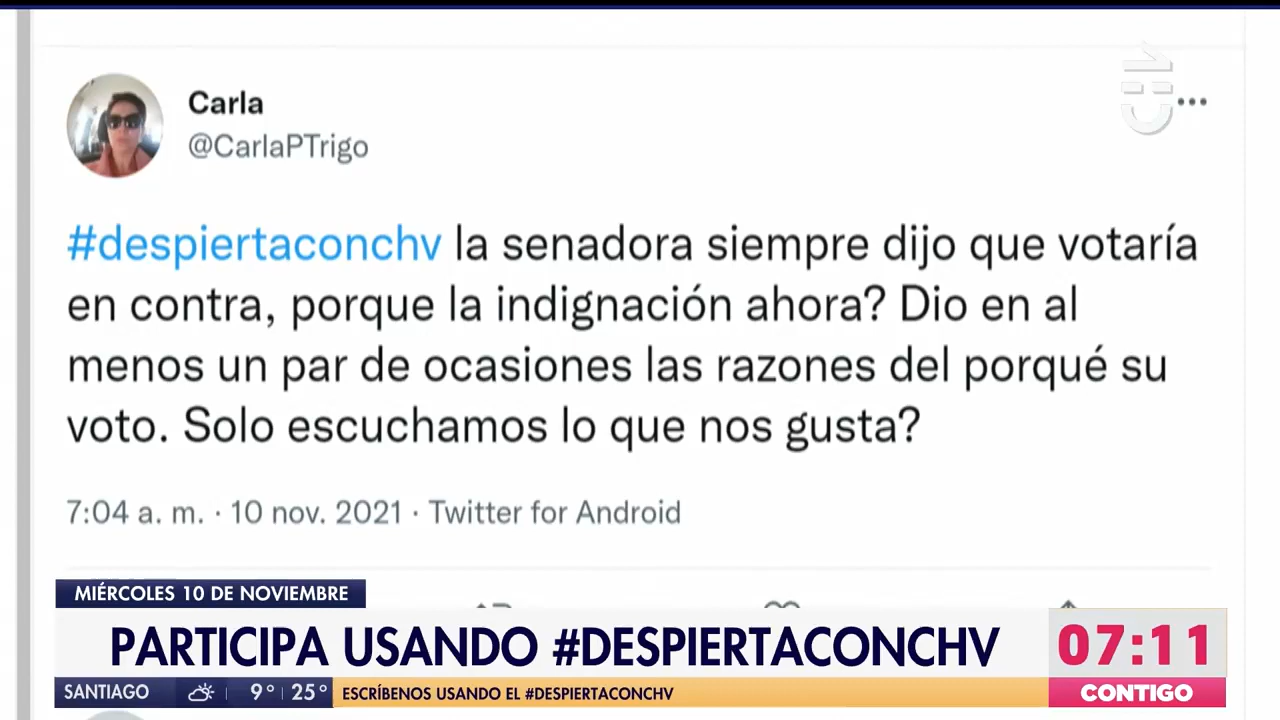 Carla
@CarlaPTrigo
CHV
#despiertaconchv la senadora siempre dijo que votaría
en contra, porque la indignación ahora? Dio en al
menos un par de ocasiones las razones del porqué su
voto. Solo escuchamos lo que nos gusta?
7:04 a. m. · 10 nov. 2021 · Twitter for Android
MIÉRCOLES 10 DE NOVIEMBRE
PARTICIPA USANDO #DESPIERTACONCHV
07:11
SANTIAGO 9° 25° ESCRÍBENOS USANDO EL #DESPIERTACONCHV
CONTIGO